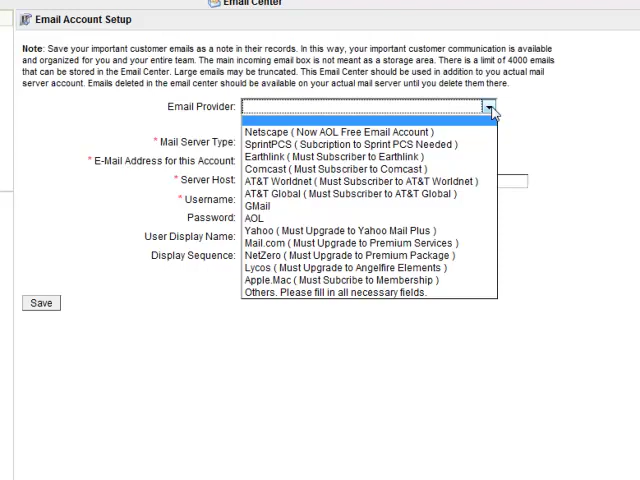 Email Center
Email Account Setup
Note: Save your important customer emails as a note in their records. In this way, your important customer communication is available
and organized for you and your entire team. The main incoming email box is not meant as a storage area. There is a limit of 4000 emails
that can be stored in the Email Center. Large emails may be truncated. This Email Center should be used in addition to you actual mail
server account. Emails deleted in the email center should be available on your actual mail server until you delete them there.
Email Provider:
* Mail Server Type:
* E-Mail Address for this Account:
* Server Host:
* Username:
Password:
User Display Name:
Display Sequence:
Netscape ( Now AOL Free Email Account )
SprintPCS ( Subcription to Sprint PCS Needed )
Earthlink ( Must Subscriber to Earthlink )
Comcast ( Must Subscriber to Comcast )
AT&T Worldnet ( Must Subscriber to AT&T Worldnet )
AT&T Global ( Must Subscriber to AT&T Global )
GMail
AOL
Yahoo ( Must Upgrade to Yahoo Mail Plus )
Mail.com ( Must Upgrade to Premium Services )
NetZero ( Must Upgrade to Premium Package )
Lycos ( Must Upgrade to Angelfire Elements )
Apple.Mac ( Must Subcribe to Membership )
Others. Please fill in all necessary fields.
Save